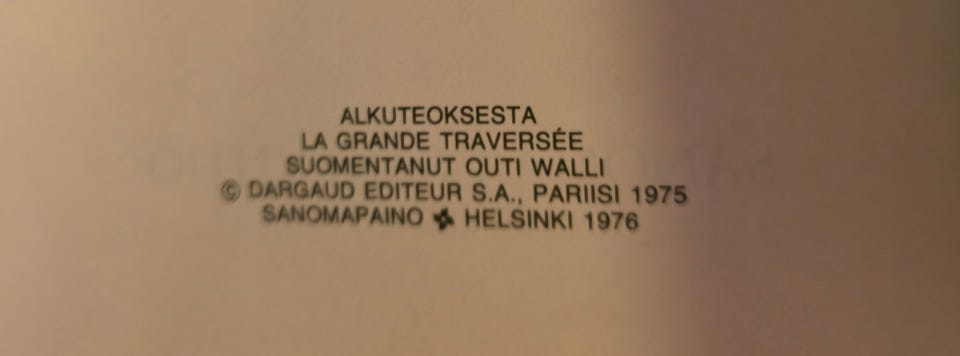 ALKUTEOKSESTA
LA GRANDE TRAVERSÉE
SUOMENTANUT OUTI WALLI
© DARGAUD EDITEUR S.A., PARIISI 1975
SANOMAPAINO HELSINKI 1976